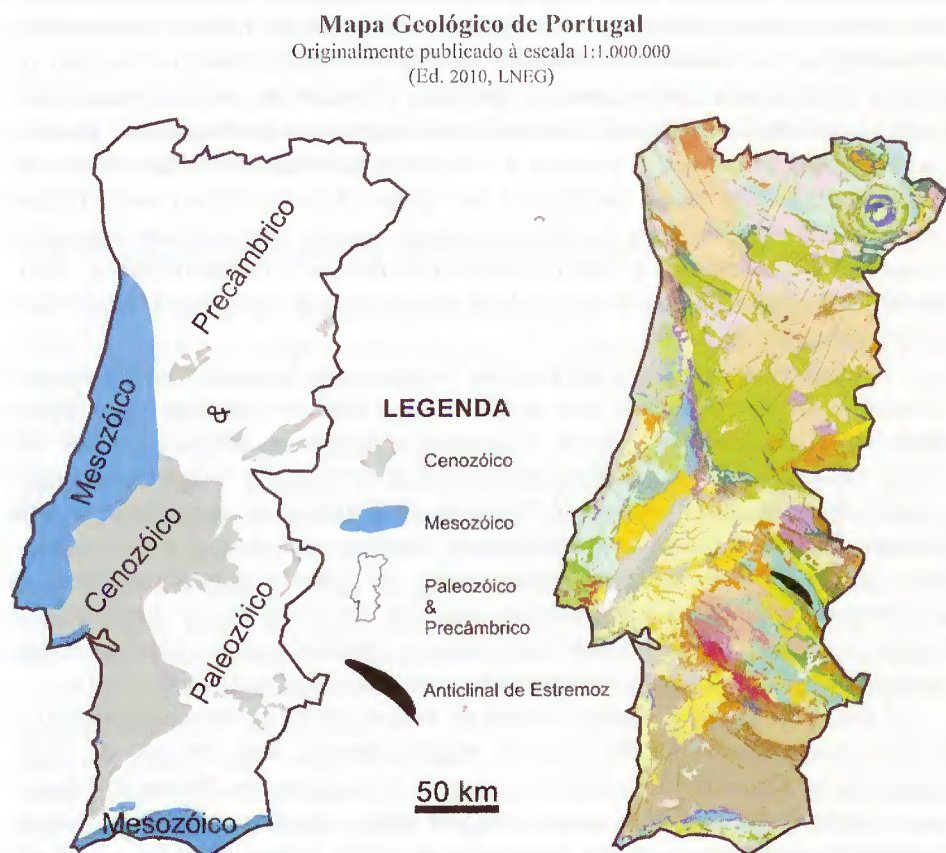 Mapa Geológico de Portugal
Originalmente publicado à escala 1:1.000.000
(Ed. 2010, LNEG)
Precâmbrico
&
Mesozóico
Cenozóico
Paleozóico
Mesozóico
LEGENDA
Cenozóico
Mesozóico
Paleozóico
&
Precâmbrico
Anticlinal de Estremoz
50 km